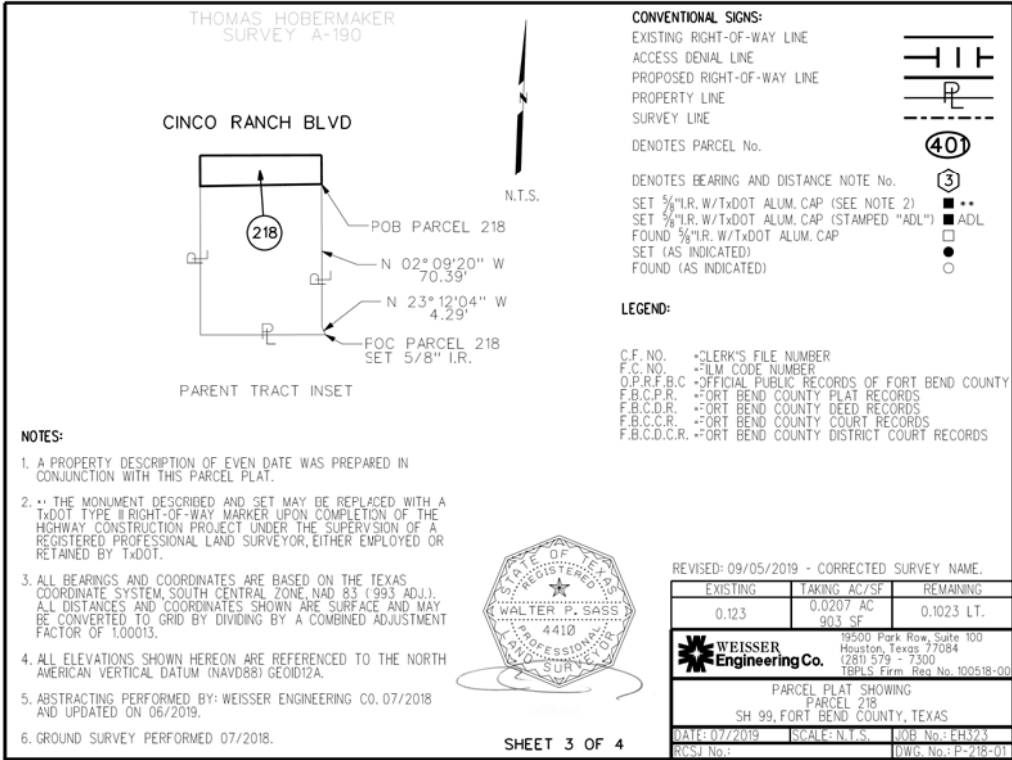 THOMAS HOBERMAKER
SURVEY A-190
CINCO RANCH BLVD
N
N.T.S.
218
POB PARCEL 218
N 02°09'20" W
70.39'
N 23°12'04" W
4.29'
FOC PARCEL 218
SET 5/8" I.R.
PL
PL
PL
PARENT TRACT INSET
CONVENTIONAL SIGNS:
EXISTING RIGHT-OF-WAY LINE
ACCESS DENIAL LINE
PROPOSED RIGHT-OF-WAY LINE
PROPERTY LINE PL
SURVEY LINE
DENOTES PARCEL No. 401
DENOTES BEARING AND DISTANCE NOTE No. 3
SET 5/8"I.R. W/TxDOT ALUM. CAP (SEE NOTE 2) ■ **
SET 5/8"I.R. W/TxDOT ALUM. CAP (STAMPED "ADL") ■ ADL
FOUND 5/8"I.R. W/TxDOT ALUM. CAP □
SET (AS INDICATED) ●
FOUND (AS INDICATED) ○
LEGEND:
C.F. NO. =CLERK'S FILE NUMBER
F.C. NO. =FILM CODE NUMBER
O.P.R.F.B.C =OFFICIAL PUBLIC RECORDS OF FORT BEND COUNTY
F.B.C.P.R. =FORT BEND COUNTY PLAT RECORDS
F.B.C.D.R. =FORT BEND COUNTY DEED RECORDS
F.B.C.C.R. =FORT BEND COUNTY COURT RECORDS
F.B.C.D.C.R. =FORT BEND COUNTY DISTRICT COURT RECORDS
NOTES:
1. A PROPERTY DESCRIPTION OF EVEN DATE WAS PREPARED IN
CONJUNCTION WITH THIS PARCEL PLAT.
2. ** THE MONUMENT DESCRIBED AND SET MAY BE REPLACED WITH A
TxDOT TYPE II RIGHT-OF-WAY MARKER UPON COMPLETION OF THE
HIGHWAY CONSTRUCTION PROJECT UNDER THE SUPERVSION OF A
REGISTERED PROFESSIONAL LAND SURVEYOR, EITHER EMPLOYED OR
RETAINED BY TxDOT.
3. ALL BEARINGS AND COORDINATES ARE BASED ON THE TEXAS
COORDINATE SYSTEM, SOUTH CENTRAL ZONE, NAD 83 (993 ADJ.).
ALL DISTANCES AND COORDINATES SHOWN ARE SURFACE AND MAY
BE CONVERTED TO GRID BY DIVIDING BY A COMBINED ADJUSTMENT
FACTOR OF 1.00013.
4. ALL ELEVATIONS SHOWN HEREON ARE REFERENCED TO THE NORTH
AMERICAN VERTICAL DATUM (NAVD88) GEOID12A.
5. ABSTRACTING PERFORMED BY: WEISSER ENGINEERING CO. 07/2018
AND UPDATED ON 06/2019.
6. GROUND SURVEY PERFORMED 07/2018.
STATE OF TEXAS
REGISTERED
WALTER P. SASS
4410
PROFESSIONAL
LAND SURVEYOR
SHEET 3 OF 4
REVISED: 09/05/2019 - CORRECTED SURVEY NAME.
EXISTING TAKING AC/SF REMAINING
0.123 0.0207 AC 0.1023 LT.
903 SF
WEISSER
Engineering Co.
19500 Park Row, Suite 100
Houston, Texas 77084
(281) 579 - 7300
TBPLS Firm Reg No. 100518-00
PARCEL PLAT SHOWING
PARCEL 218
SH 99, FORT BEND COUNTY, TEXAS
DATE: 07/2019 SCALE: N.T.S. JOB No.: EH323
RCSJ No.: DWG. No.: P-218-01